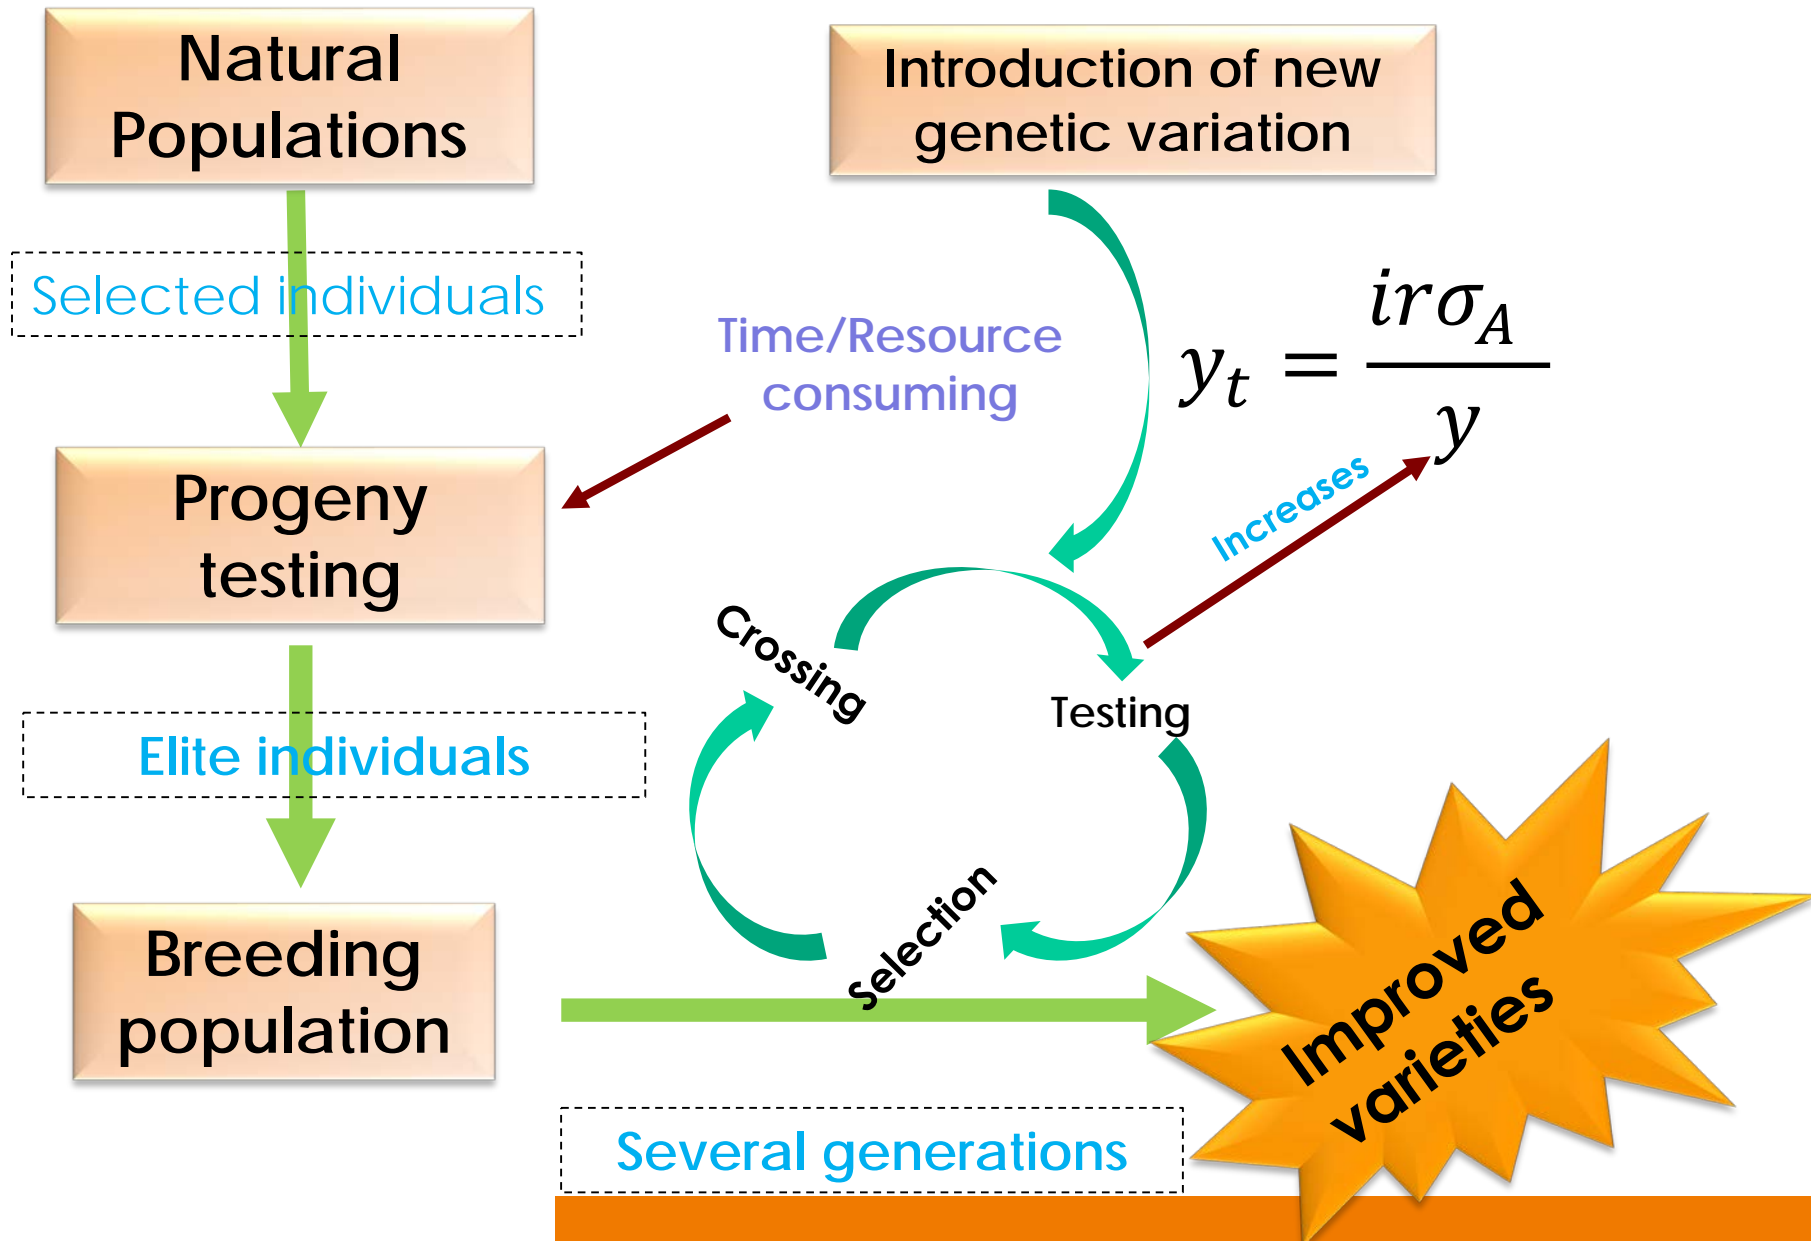 Natural
Populations
Introduction of new
genetic variation
Selected individuals
Time/Resource
consuming
y_t = irσ_A / y
Increases
Progeny
testing
Crossing
Testing
Elite individuals
Selection
Breeding
population
Improved
varieties
Several generations